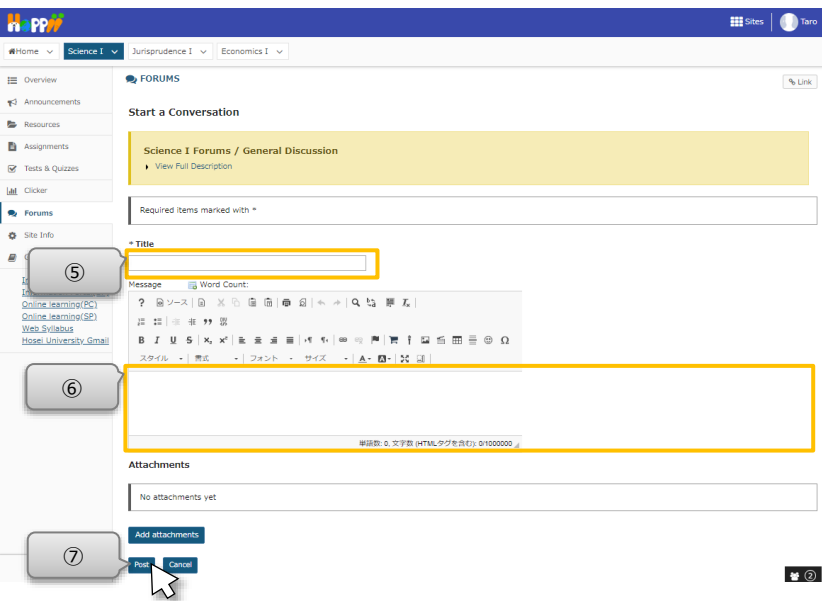 Hoppii
Sites
Taro
Home
Science I
Jurisprudence I
Economics I
Overview
Announcements
Resources
Assignments
Tests & Quizzes
Clicker
Forums
Site Info
Online learning(PC)
Online learning(SP)
Web Syllabus
Hosei University Gmail
FORUMS
Link
Start a Conversation
Science I Forums / General Discussion
View Full Description
Required items marked with *
* Title
⑤
Message Word Count:
? ソース
B I U S x₂ x² Ω
スタイル 書式 フォント サイズ A A
⑥
単語数: 0, 文字数 (HTMLタグを含む): 0/1000000
Attachments
No attachments yet
Add attachments
⑦
Post Cancel
②